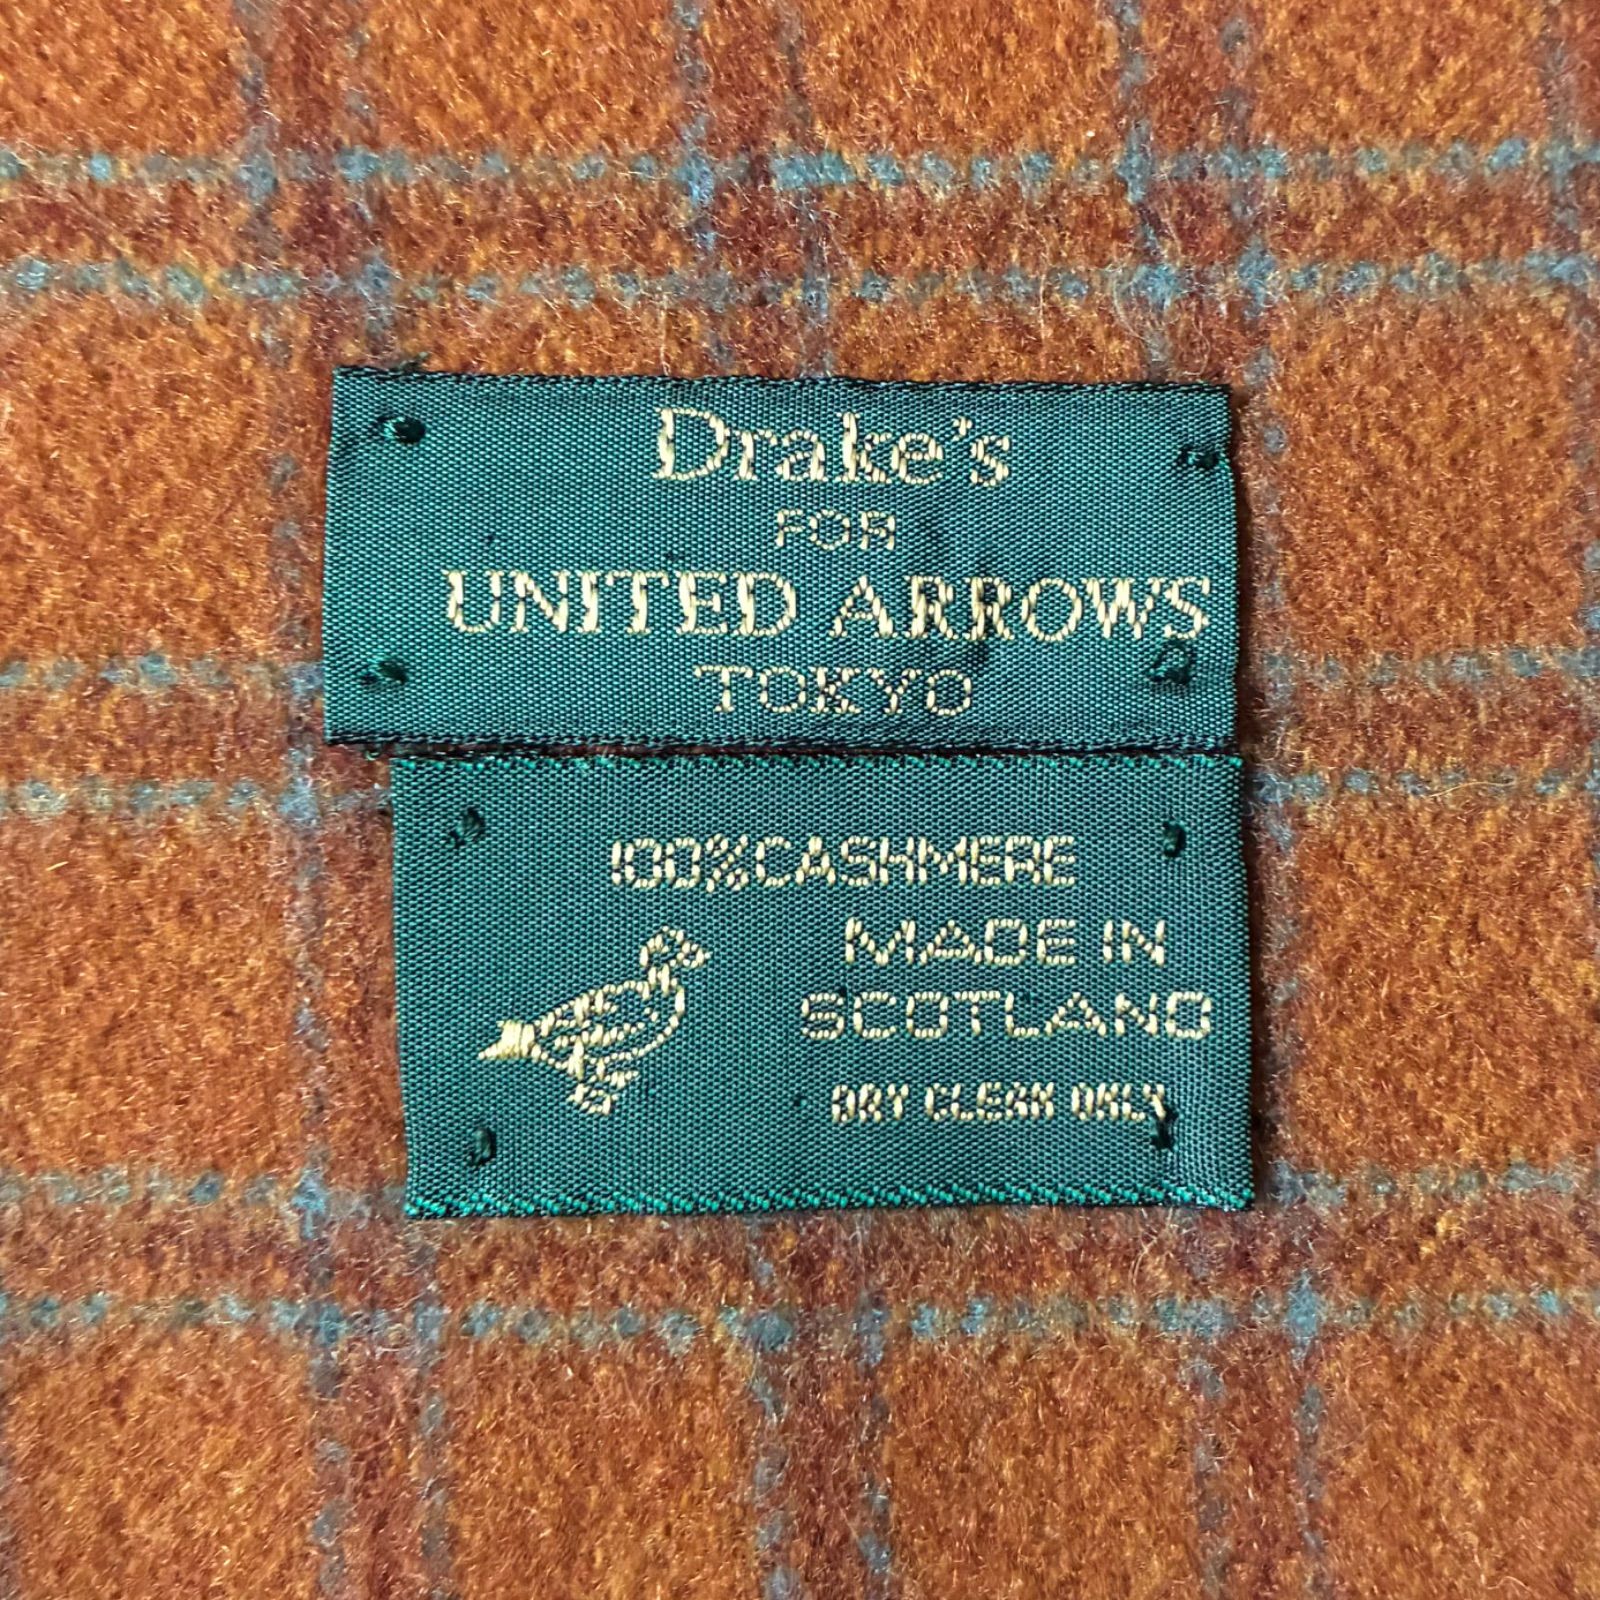 Drake's
FOR
UNITED ARROWS
TOKYO
100%CASHMERE
MADE IN
SCOTLAND
DRY CLEAN ONLY